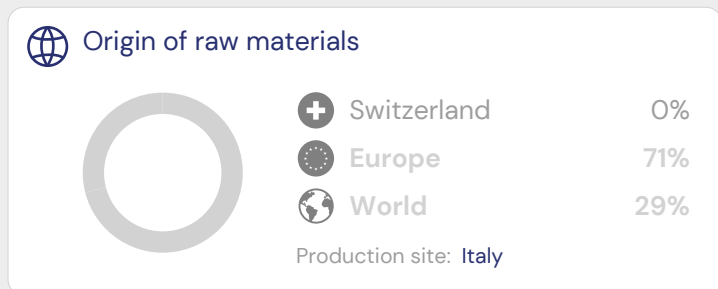 Origin of raw materials
Switzerland 0%
Europe 71%
World 29%
Production site: Italy